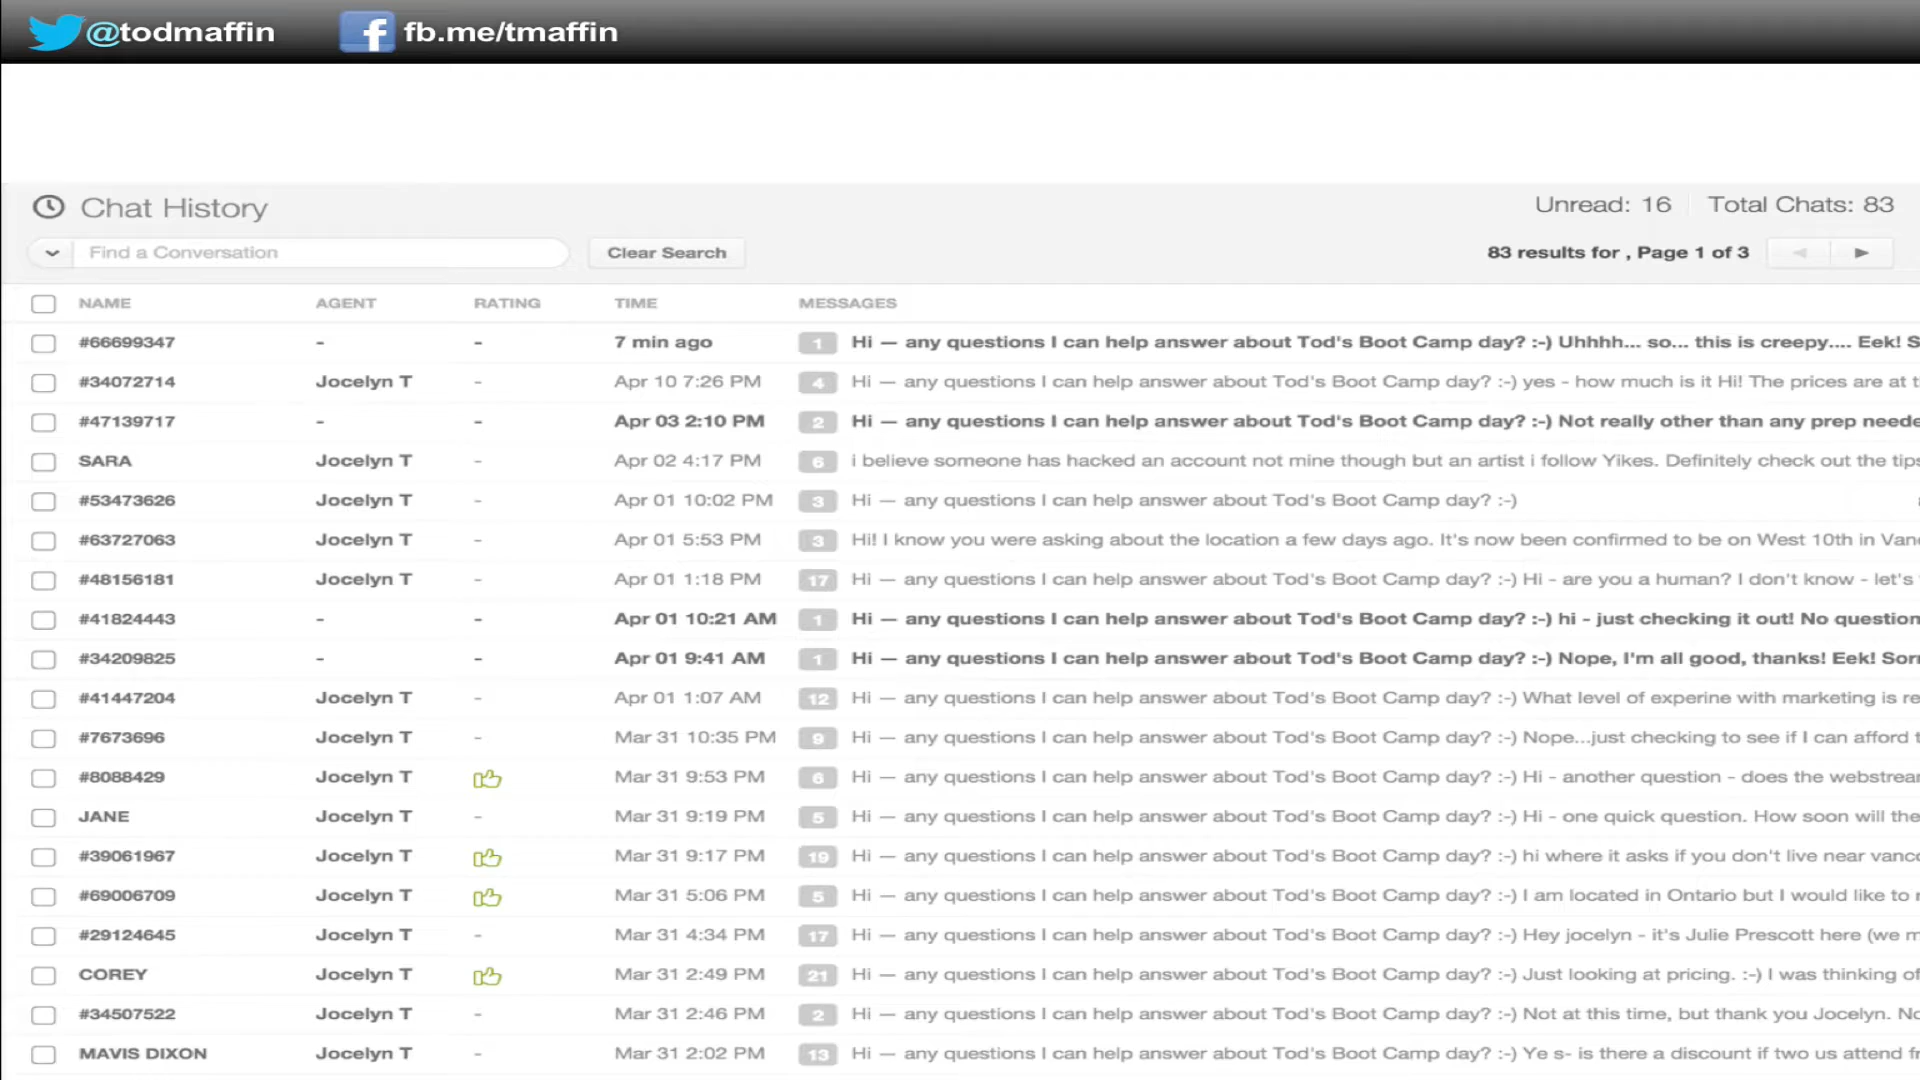 @todmaffin fb.me/tmaffin
Chat History Unread: 16 Total Chats: 83
Find a Conversation Clear Search 83 results for , Page 1 of 3
NAME AGENT RATING TIME MESSAGES
#66699347 - - 7 min ago 1 Hi — any questions I can help answer about Tod's Boot Camp day? :-) Uhhhh... so... this is creepy.... Eek! S
#34072714 Jocelyn T - Apr 10 7:26 PM 4 Hi — any questions I can help answer about Tod's Boot Camp day? :-) yes - how much is it Hi! The prices are at t
#47139717 - - Apr 03 2:10 PM 2 Hi — any questions I can help answer about Tod's Boot Camp day? :-) Not really other than any prep neede
SARA Jocelyn T - Apr 02 4:17 PM 6 i believe someone has hacked an account not mine though but an artist i follow Yikes. Definitely check out the tips
#53473626 Jocelyn T - Apr 01 10:02 PM 3 Hi — any questions I can help answer about Tod's Boot Camp day? :-)
#63727063 Jocelyn T - Apr 01 5:53 PM 3 Hi! I know you were asking about the location a few days ago. It's now been confirmed to be on West 10th in Vanc
#48156181 Jocelyn T - Apr 01 1:18 PM 17 Hi — any questions I can help answer about Tod's Boot Camp day? :-) Hi - are you a human? I don't know - let's
#41824443 - - Apr 01 10:21 AM 1 Hi — any questions I can help answer about Tod's Boot Camp day? :-) hi - just checking it out! No question
#34209825 - - Apr 01 9:41 AM 1 Hi — any questions I can help answer about Tod's Boot Camp day? :-) Nope, I'm all good, thanks! Eek! Sorr
#41447204 Jocelyn T - Apr 01 1:07 AM 12 Hi — any questions I can help answer about Tod's Boot Camp day? :-) What level of experine with marketing is re
#7673696 Jocelyn T - Mar 31 10:35 PM 9 Hi — any questions I can help answer about Tod's Boot Camp day? :-) Nope...just checking to see if I can afford t
#8088429 Jocelyn T Mar 31 9:53 PM 6 Hi — any questions I can help answer about Tod's Boot Camp day? :-) Hi - another question - does the webstrean
JANE Jocelyn T - Mar 31 9:19 PM 5 Hi — any questions I can help answer about Tod's Boot Camp day? :-) Hi - one quick question. How soon will the
#39061967 Jocelyn T Mar 31 9:17 PM 19 Hi — any questions I can help answer about Tod's Boot Camp day? :-) hi where it asks if you don't live near vanco
#69006709 Jocelyn T Mar 31 5:06 PM 5 Hi — any questions I can help answer about Tod's Boot Camp day? :-) I am located in Ontario but I would like to r
#29124645 Jocelyn T - Mar 31 4:34 PM 17 Hi — any questions I can help answer about Tod's Boot Camp day? :-) Hey jocelyn - it's Julie Prescott here (we m
COREY Jocelyn T Mar 31 2:49 PM 21 Hi — any questions I can help answer about Tod's Boot Camp day? :-) Just looking at pricing. :-) I was thinking of
#34507522 Jocelyn T - Mar 31 2:46 PM 2 Hi — any questions I can help answer about Tod's Boot Camp day? :-) Not at this time, but thank you Jocelyn. No
MAVIS DIXON Jocelyn T - Mar 31 2:02 PM 13 Hi — any questions I can help answer about Tod's Boot Camp day? :-) Ye s- is there a discount if two us attend fr